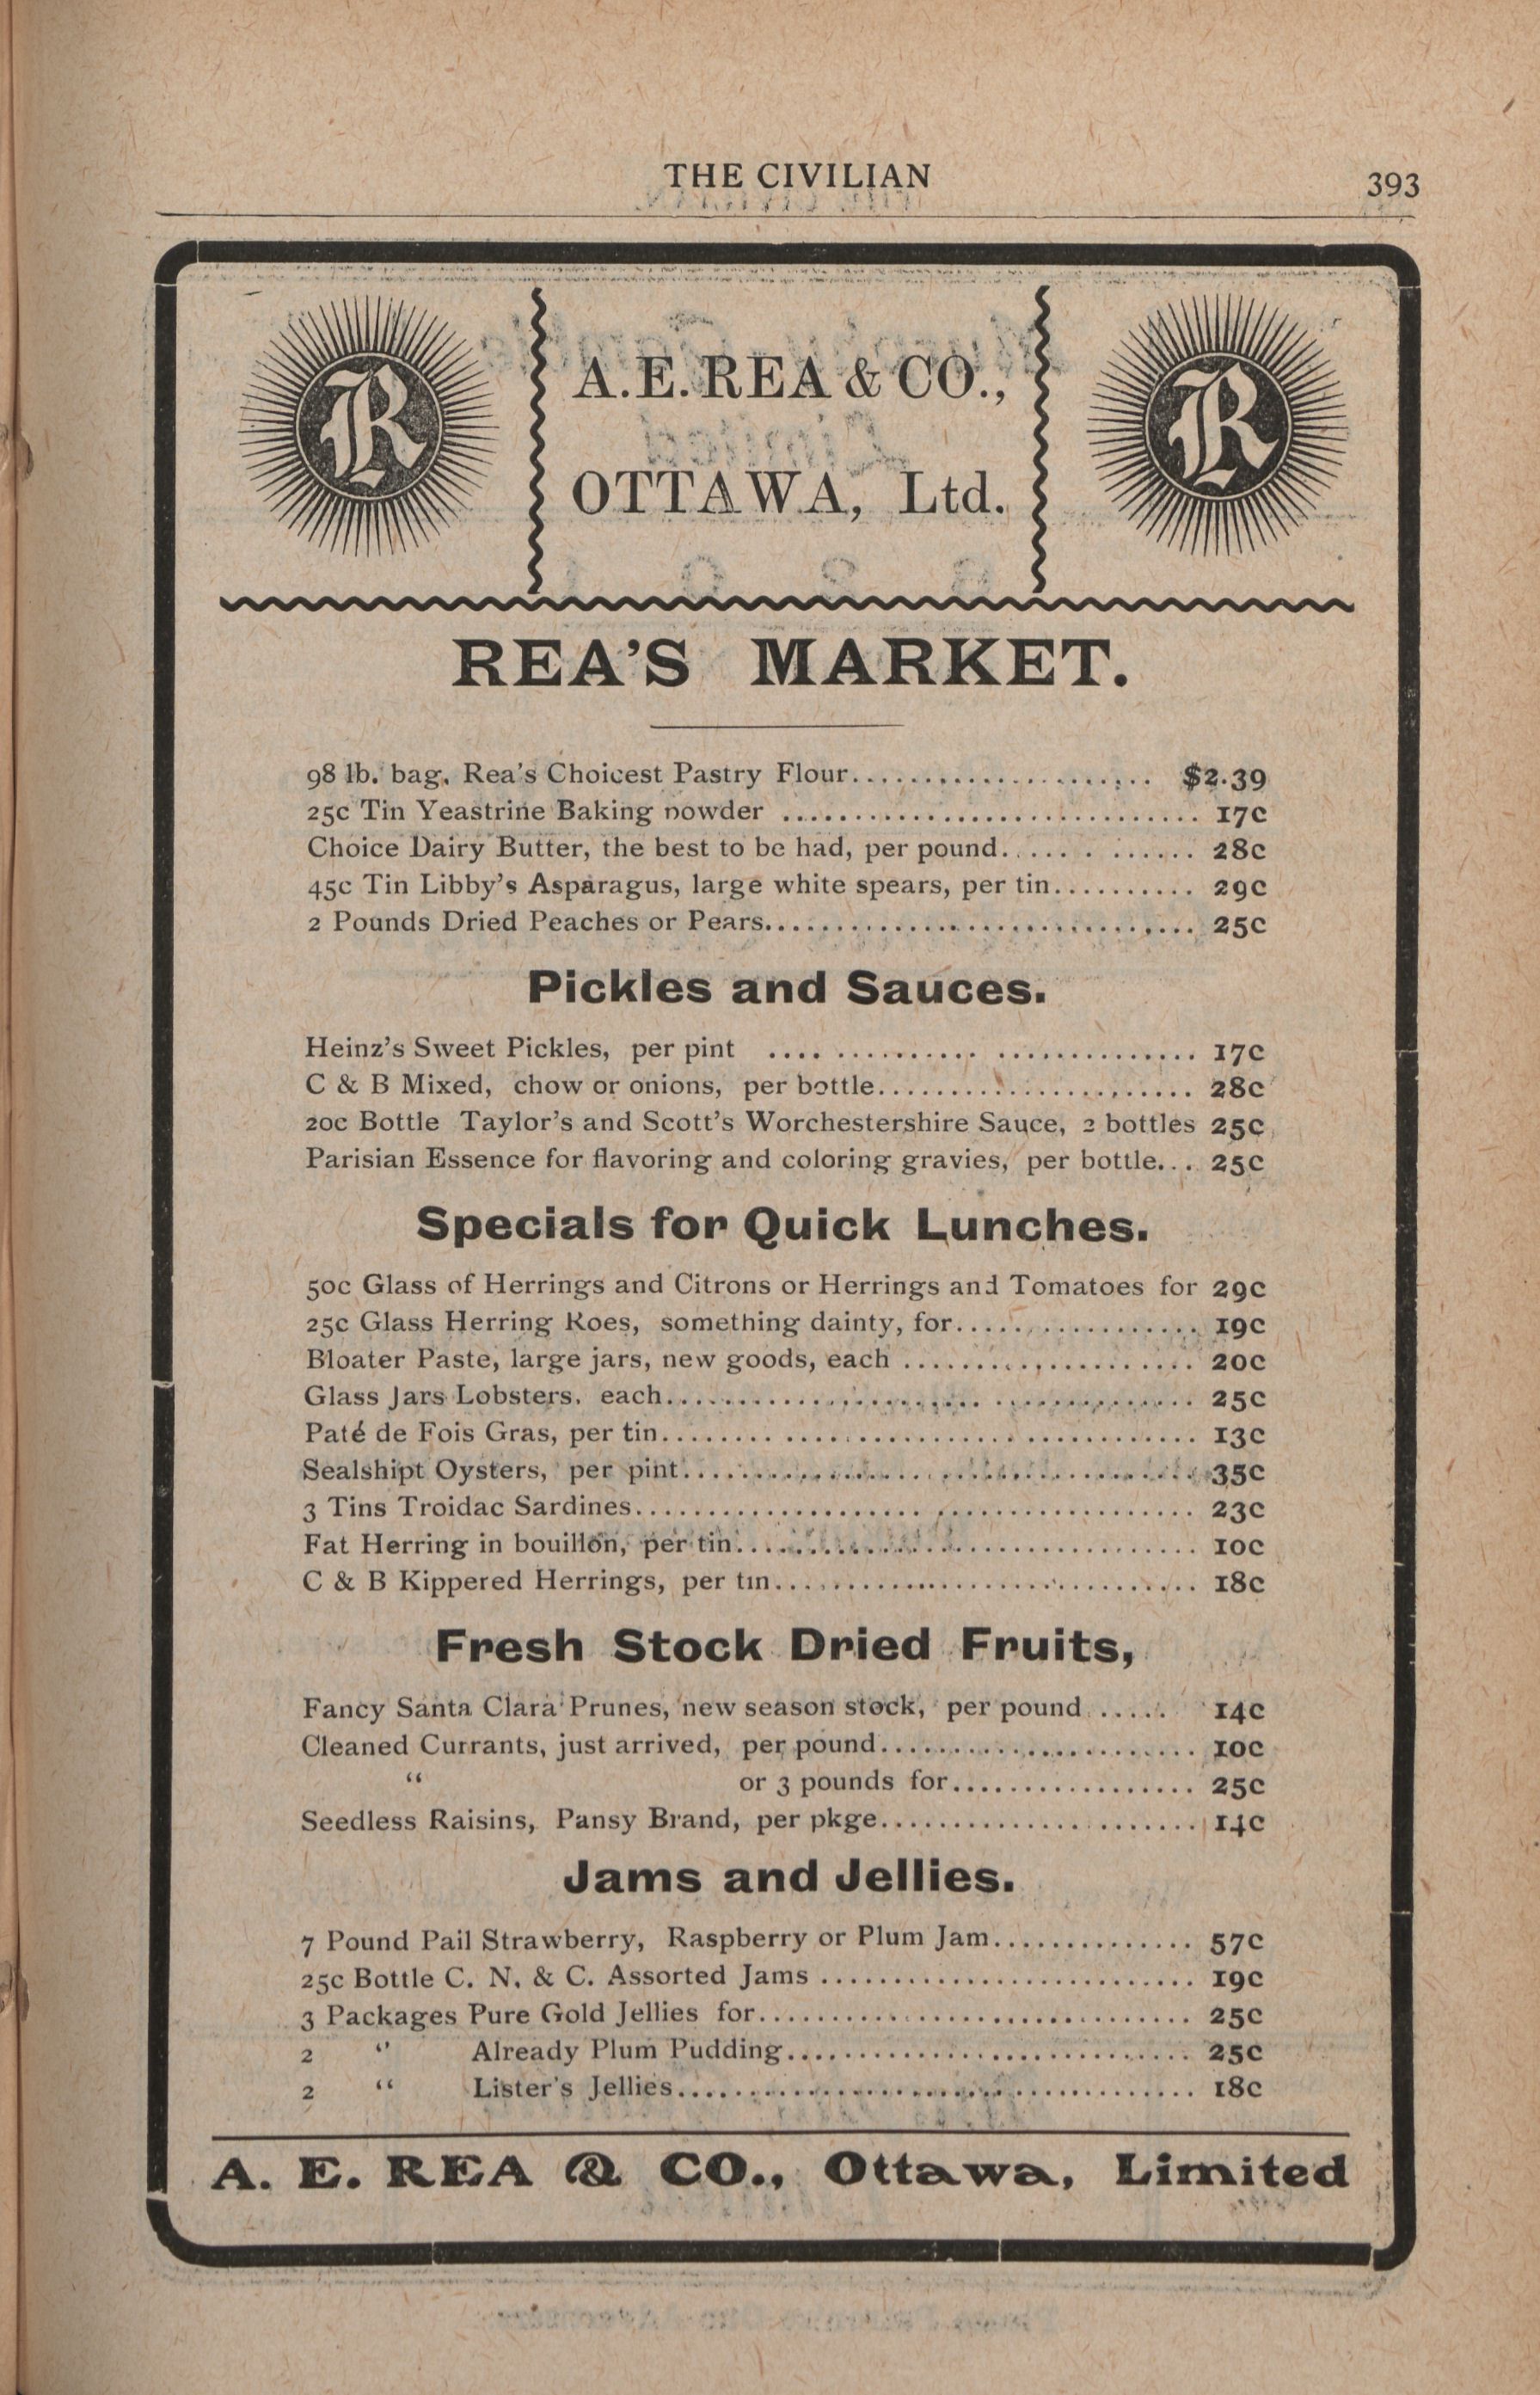 THE CIVILIAN
393
R
A. E. REA & CO.,
OTTAWA, Ltd.
R
REA'S MARKET.
98 lb. bag, Rea's Choicest Pastry Flour.................... $2.39
25c Tin Yeastrine Baking powder ............................. 17c
Choice Dairy Butter, the best to be had, per pound...... ...... 28c
45c Tin Libby's Asparagus, large white spears, per tin.......... 29c
2 Pounds Dried Peaches or Pears.............................. 25c
Pickles and Sauces.
Heinz's Sweet Pickles, per pint .... .......... .............. 17c
C & B Mixed, chow or onions, per bottle...................... 28c
20c Bottle Taylor's and Scott's Worchestershire Sauce, 2 bottles 25c
Parisian Essence for flavoring and coloring gravies, per bottle... 25c
Specials for Quick Lunches.
50c Glass of Herrings and Citrons or Herrings and Tomatoes for 29c
25c Glass Herring Roes, something dainty, for................. 19c
Bloater Paste, large jars, new goods, each .................... 20c
Glass Jars Lobsters, each..................................... 25c
Paté de Fois Gras, per tin..................................... 13c
Sealshipt Oysters, per pint.................................... 35c
3 Tins Troidac Sardines....................................... 23c
Fat Herring in bouillon, per tin................................ 10c
C & B Kippered Herrings, per tin............................. 18c
Fresh Stock Dried Fruits,
Fancy Santa Clara Prunes, new season stock, per pound ..... 14c
Cleaned Currants, just arrived, per pound...................... 10c
“ or 3 pounds for................. 25c
Seedless Raisins, Pansy Brand, per pkge...................... 14c
Jams and Jellies.
7 Pound Pail Strawberry, Raspberry or Plum Jam.............. 57c
25c Bottle C. N. & C. Assorted Jams .......................... 19c
3 Packages Pure Gold Jellies for.............................. 25c
2 “ Already Plum Pudding............................ 25c
2 “ Lister's Jellies.................................... 18c
A. E. REA & CO., Ottawa, Limited